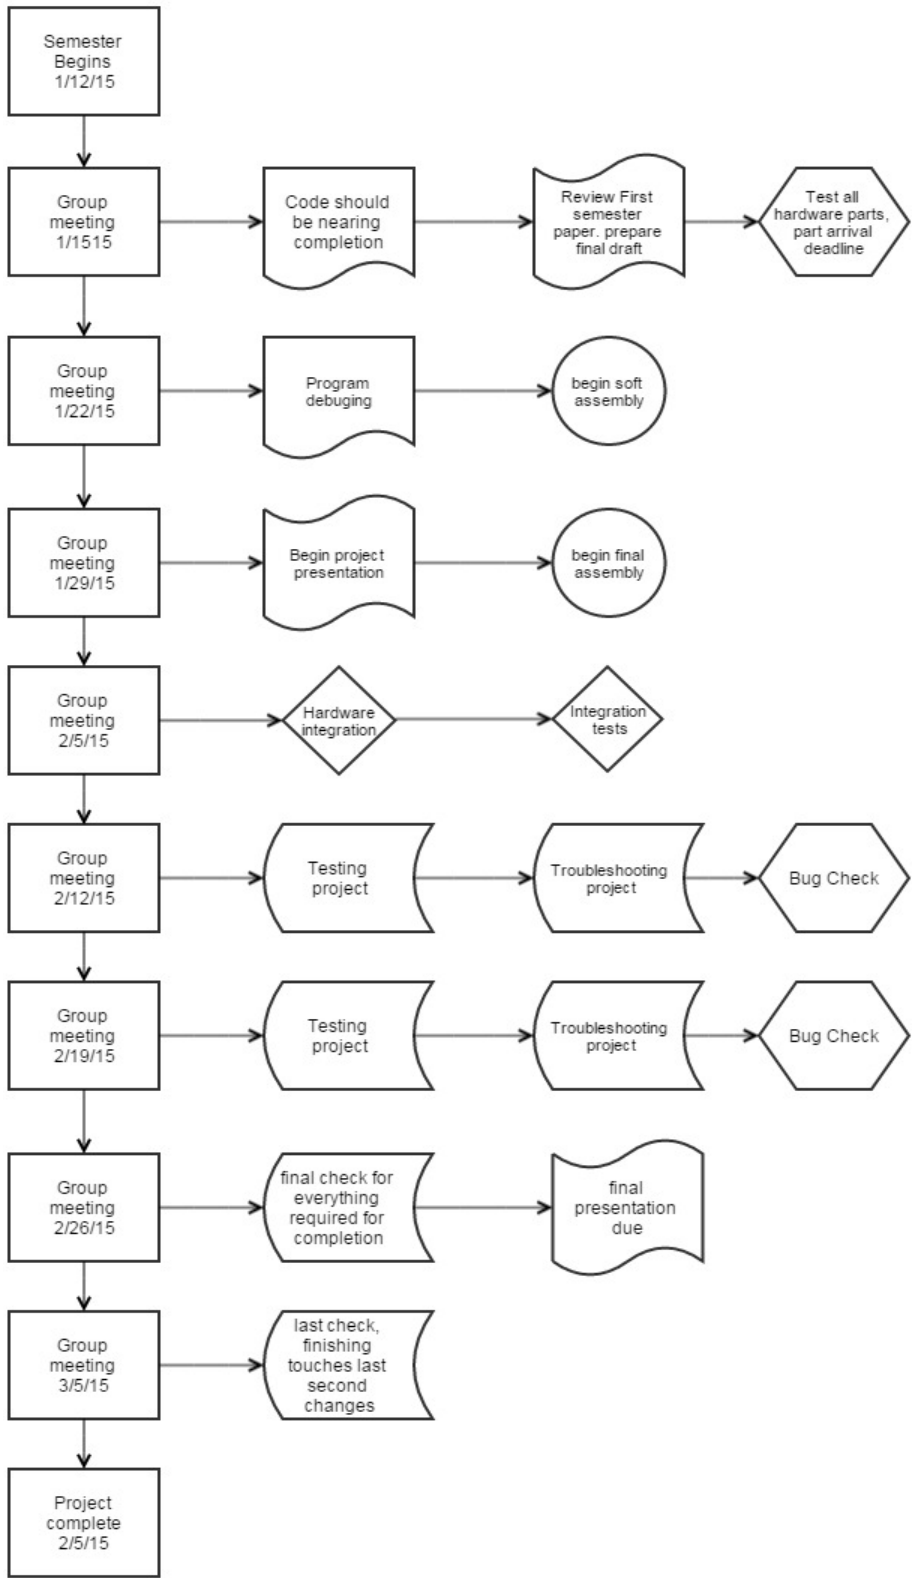 Semester
Begins
1/12/15
Group
meeting
1/1515
Code should
be nearing
completion
Review First
semester
paper. prepare
final draft
Test all
hardware parts,
part arrival
deadline
Group
meeting
1/22/15
Program
debuging
begin soft
assembly
Group
meeting
1/29/15
Begin project
presentation
begin final
assembly
Group
meeting
2/5/15
Hardware
integration
Integration
tests
Group
meeting
2/12/15
Testing
project
Troubleshooting
project
Bug Check
Group
meeting
2/19/15
Testing
project
Troubleshooting
project
Bug Check
Group
meeting
2/26/15
final check for
everything
required for
completion
final
presentation
due
Group
meeting
3/5/15
last check,
finishing
touches last
second
changes
Project
complete
2/5/15